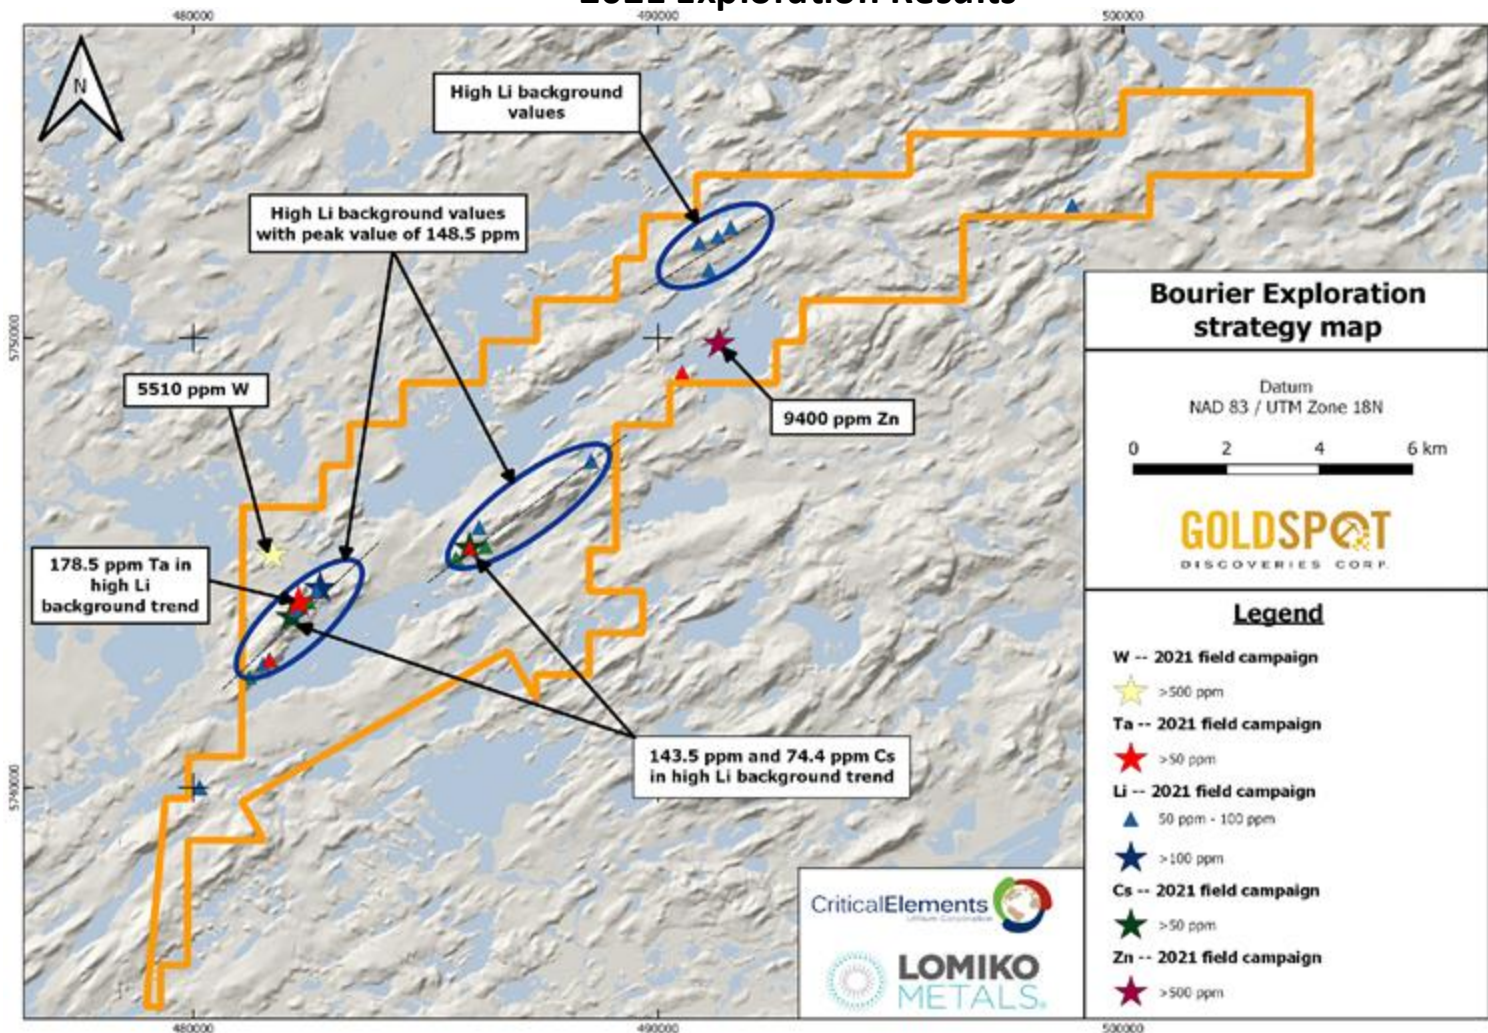 2021 Exploration Results
480000
490000
500000
N
High Li background
values
High Li background values
with peak value of 148.5 ppm
5750000
5510 ppm W
9400 ppm Zn
178.5 ppm Ta in
high Li
background trend
143.5 ppm and 74.4 ppm Cs
in high Li background trend
5740000
Bourier Exploration
strategy map
Datum
NAD 83 / UTM Zone 18N
0 2 4 6 km
GOLDSPOT
DISCOVERIES CORP.
Legend
W -- 2021 field campaign
>500 ppm
Ta -- 2021 field campaign
>50 ppm
Li -- 2021 field campaign
50 ppm - 100 ppm
>100 ppm
Cs -- 2021 field campaign
>50 ppm
Zn -- 2021 field campaign
>500 ppm
CriticalElements
Lithium Corporation
LOMIKO
METALS.
480000
490000
500000